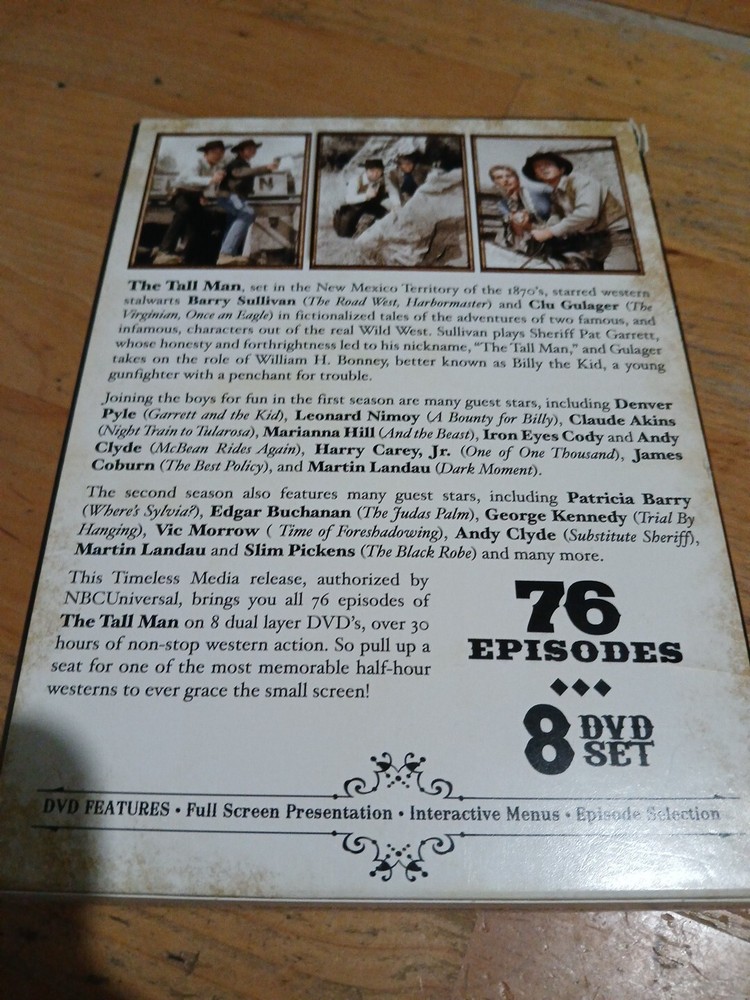 N
The Tall Man, set in the New Mexico Territory of the 1870's, starred western
stalwarts Barry Sullivan (The Road West, Harbormaster) and Clu Gulager (The
Virginian, Once an Eagle) in fictionalized tales of the adventures of two famous, and
infamous, characters out of the real Wild West. Sullivan plays Sheriff Pat Garrett,
whose honesty and forthrightness led to his nickname, "The Tall Man," and Gulager
takes on the role of William H. Bonney, better known as Billy the Kid, a young
gunfighter with a penchant for trouble.
Joining the boys for fun in the first season are many guest stars, including Denver
Pyle (Garrett and the Kid), Leonard Nimoy (A Bounty for Billy), Claude Akins
(Night Train to Tularosa), Marianna Hill (And the Beast), Iron Eyes Cody and Andy
Clyde (McBean Rides Again), Harry Carey, Jr. (One of One Thousand), James
Coburn (The Best Policy), and Martin Landau (Dark Moment).
The second season also features many guest stars, including Patricia Barry
(Where's Sylvia?), Edgar Buchanan (The Judas Palm), George Kennedy (Trial By
Hanging), Vic Morrow ( Time of Foreshadowing), Andy Clyde (Substitute Sheriff),
Martin Landau and Slim Pickens (The Black Robe) and many more.
This Timeless Media release, authorized by
NBCUniversal, brings you all 76 episodes of
The Tall Man on 8 dual layer DVD's, over 30
hours of non-stop western action. So pull up a
seat for one of the most memorable half-hour
westerns to ever grace the small screen!
76
EPISODES
8 DVD
SET
DVD FEATURES • Full Screen Presentation • Interactive Menus • Episode Selection